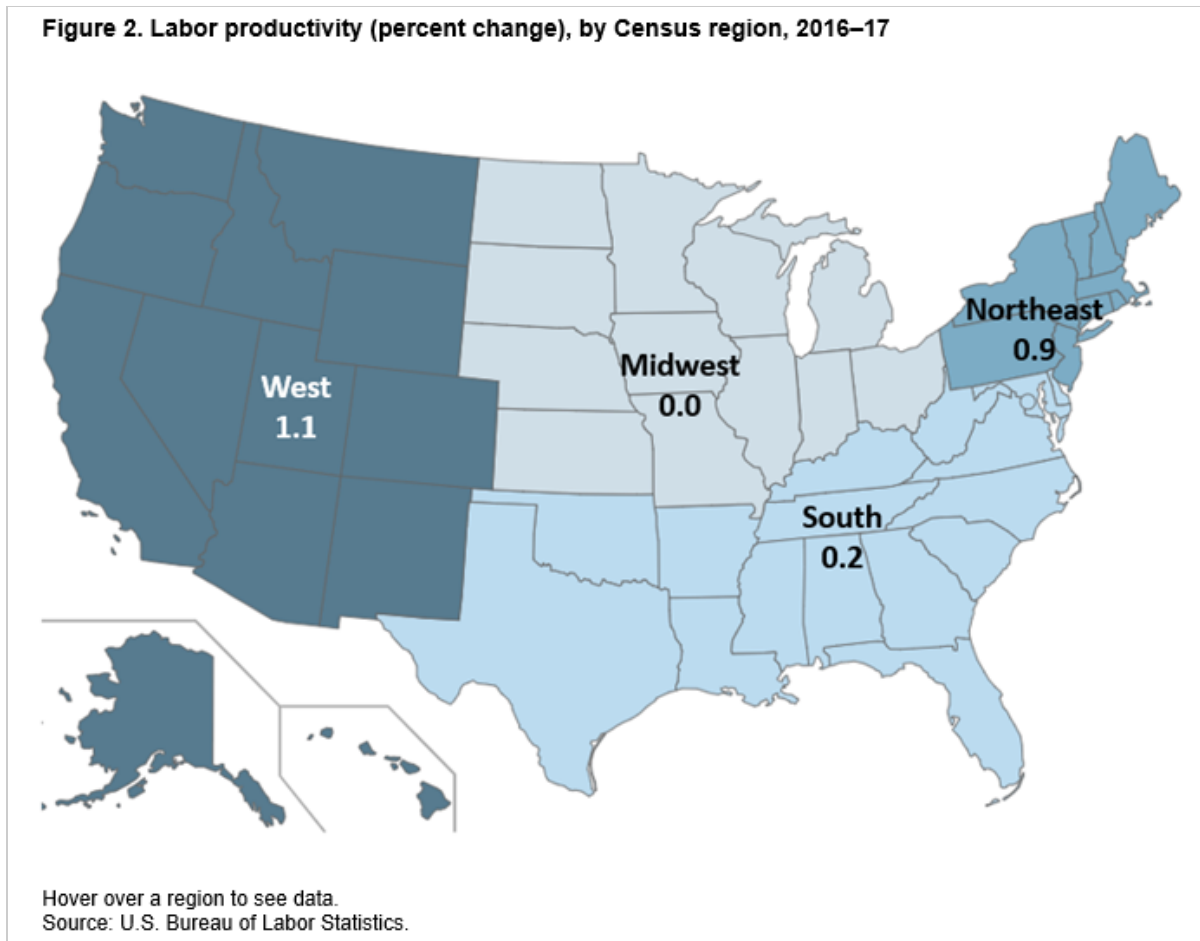 Figure 2. Labor productivity (percent change), by Census region, 2016–17
Northeast
0.9
Midwest
0.0
West
1.1
South
0.2
Hover over a region to see data.
Source: U.S. Bureau of Labor Statistics.